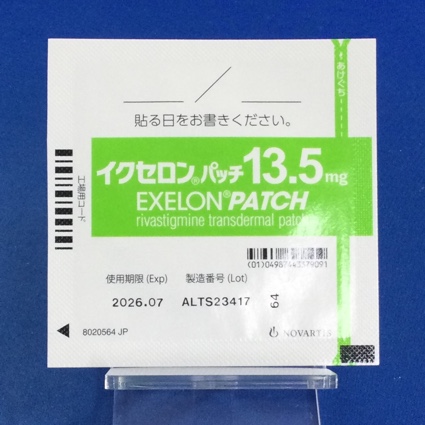 あけぐち
／
貼る日をお書きください。
イクセロン®パッチ13.5mg
EXELON®PATCH
rivastigmine transdermal patch
工場用コード
使用期限 (Exp) 製造番号 (Lot)
2026.07 ALTS23417
64
8020564 JP
NOVARTIS